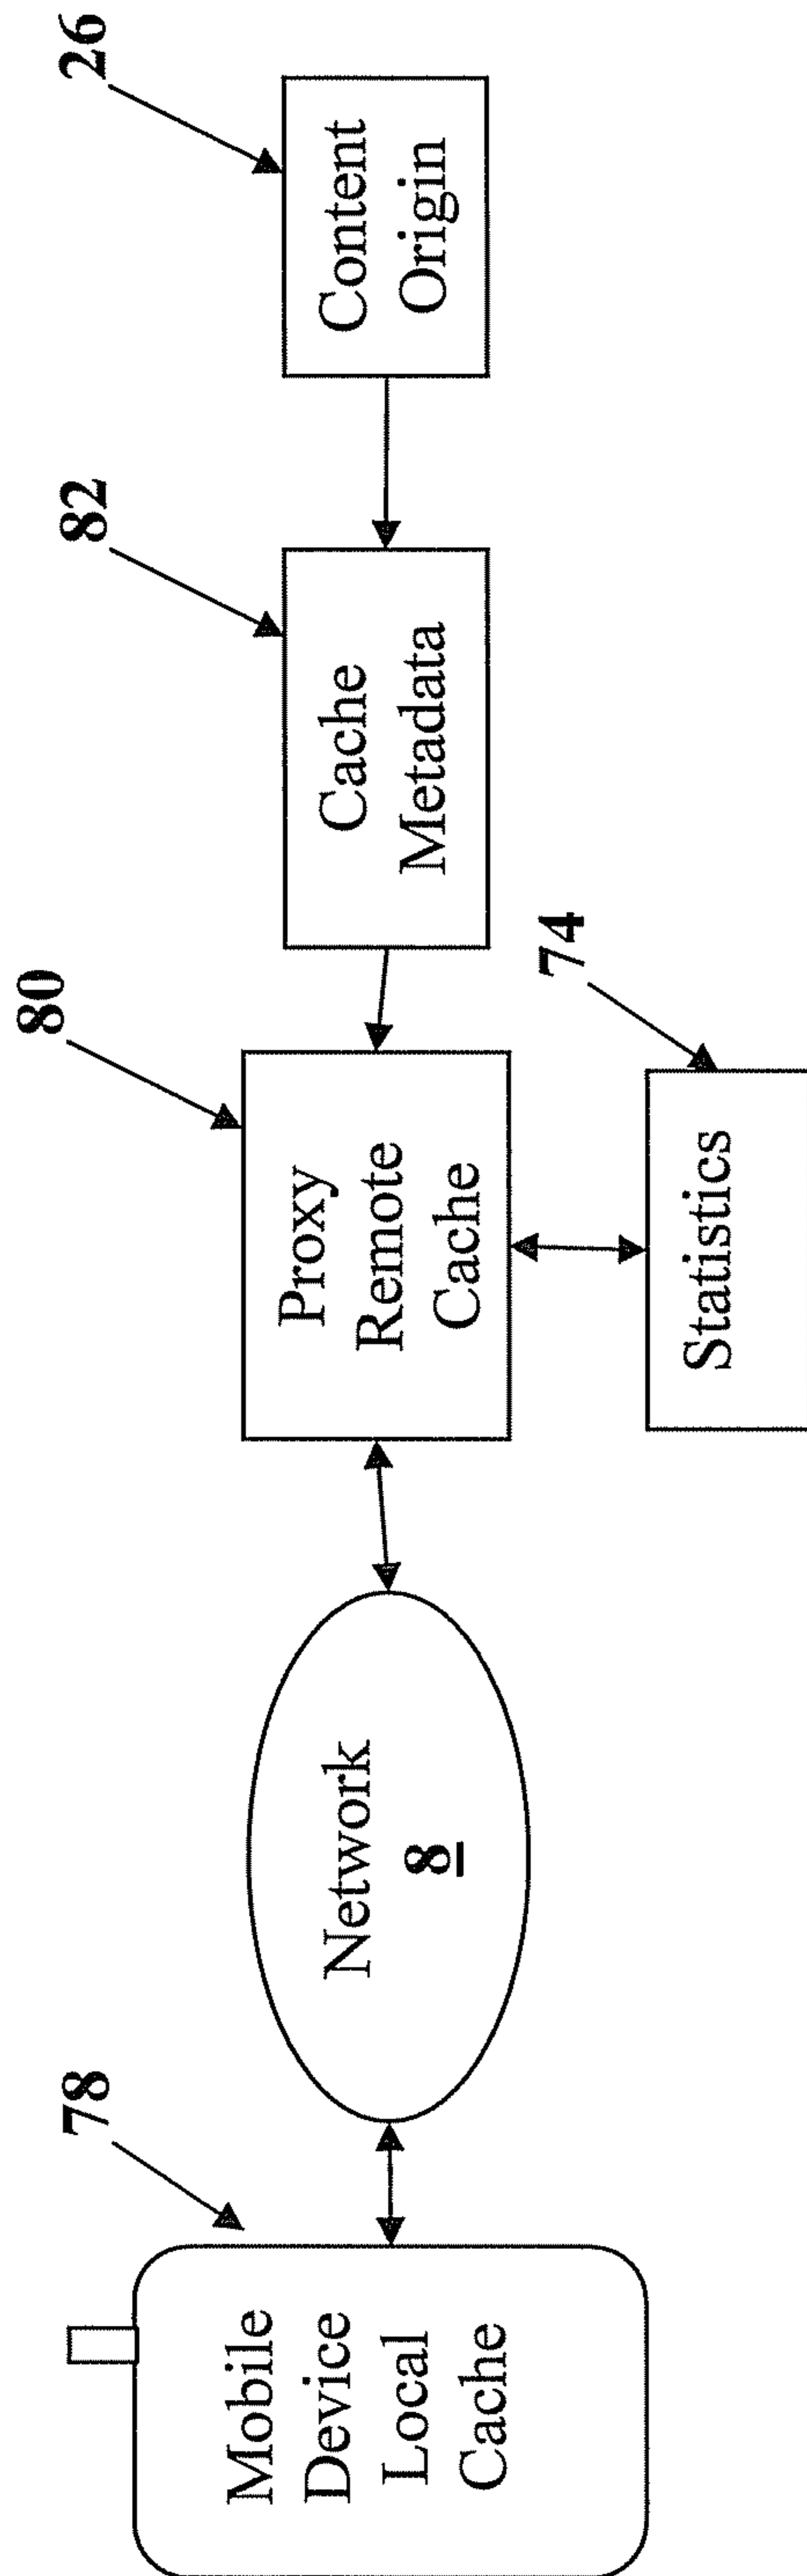 78
Mobile
Device
Local
Cache
Network
8
80
Proxy
Remote
Cache
74
Statistics
82
Cache
Metadata
26
Content
Origin